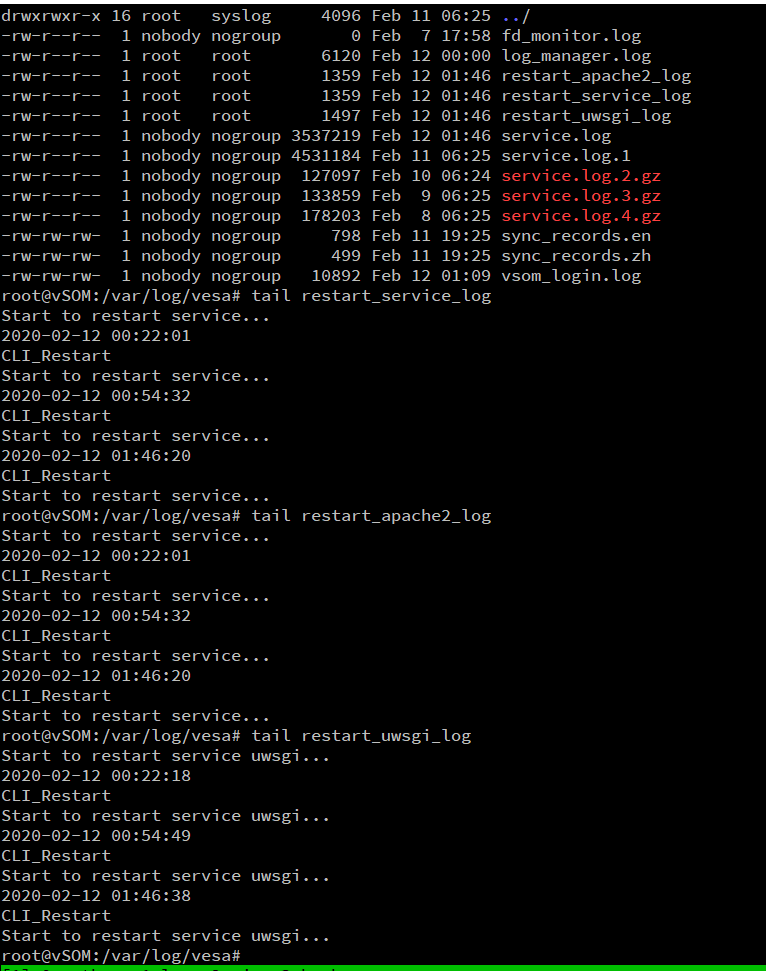 drwxrwxr-x 16 root   syslog     4096 Feb 11 06:25 ../
-rw-r--r--  1 nobody nogroup       0 Feb  7 17:58 fd_monitor.log
-rw-r--r--  1 root   root       6120 Feb 12 00:00 log_manager.log
-rw-r--r--  1 root   root       1359 Feb 12 01:46 restart_apache2_log
-rw-r--r--  1 root   root       1359 Feb 12 01:46 restart_service_log
-rw-r--r--  1 root   root       1497 Feb 12 01:46 restart_uwsgi_log
-rw-r--r--  1 nobody nogroup 3537219 Feb 12 01:46 service.log
-rw-r--r--  1 nobody nogroup 4531184 Feb 11 06:25 service.log.1
-rw-r--r--  1 nobody nogroup  127097 Feb 10 06:24 service.log.2.gz
-rw-r--r--  1 nobody nogroup  133859 Feb  9 06:25 service.log.3.gz
-rw-r--r--  1 nobody nogroup  178203 Feb  8 06:25 service.log.4.gz
-rw-rw-rw-  1 nobody nogroup     798 Feb 11 19:25 sync_records.en
-rw-rw-rw-  1 nobody nogroup     499 Feb 11 19:25 sync_records.zh
-rw-rw-rw-  1 nobody nogroup   10892 Feb 12 01:09 vsom_login.log
root@vSOM:/var/log/vesa# tail restart_service_log
Start to restart service...
2020-02-12 00:22:01
CLI_Restart
Start to restart service...
2020-02-12 00:54:32
CLI_Restart
Start to restart service...
2020-02-12 01:46:20
CLI_Restart
Start to restart service...
root@vSOM:/var/log/vesa# tail restart_apache2_log
Start to restart service...
2020-02-12 00:22:01
CLI_Restart
Start to restart service...
2020-02-12 00:54:32
CLI_Restart
Start to restart service...
2020-02-12 01:46:20
CLI_Restart
Start to restart service...
root@vSOM:/var/log/vesa# tail restart_uwsgi_log
Start to restart service uwsgi...
2020-02-12 00:22:18
CLI_Restart
Start to restart service uwsgi...
2020-02-12 00:54:49
CLI_Restart
Start to restart service uwsgi...
2020-02-12 01:46:38
CLI_Restart
Start to restart service uwsgi...
root@vSOM:/var/log/vesa#